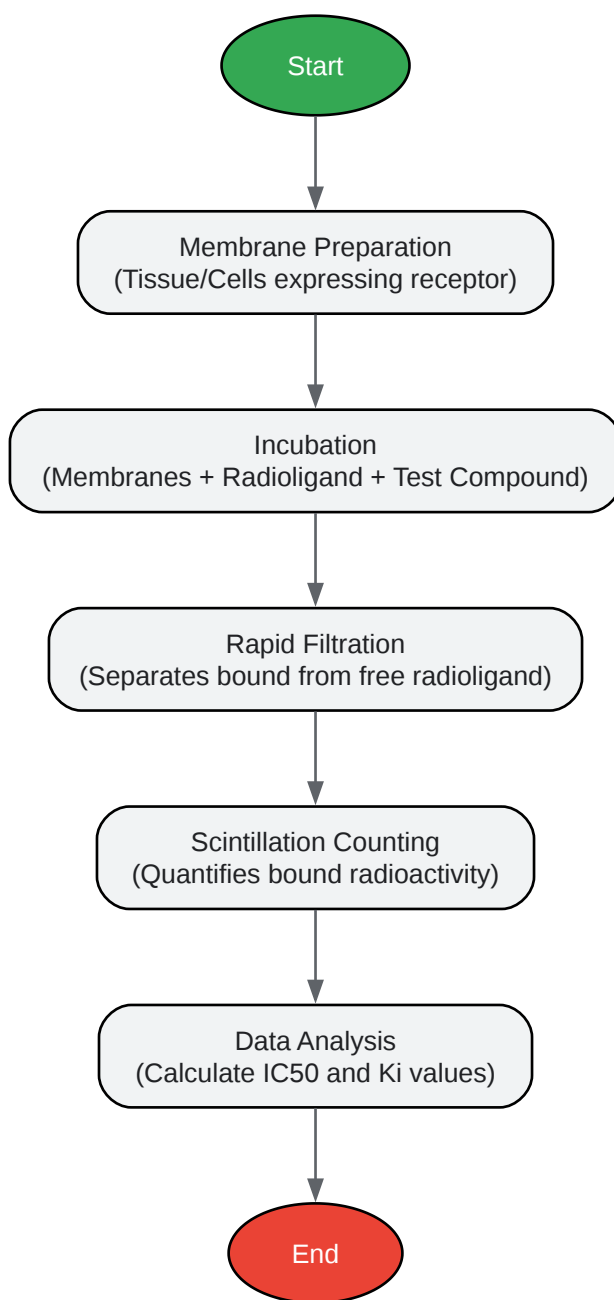 Start
Membrane Preparation
(Tissue/Cells expressing receptor)
Incubation
(Membranes + Radioligand + Test Compound)
Rapid Filtration
(Separates bound from free radioligand)
Scintillation Counting
(Quantifies bound radioactivity)
Data Analysis
(Calculate IC50 and Ki values)
End